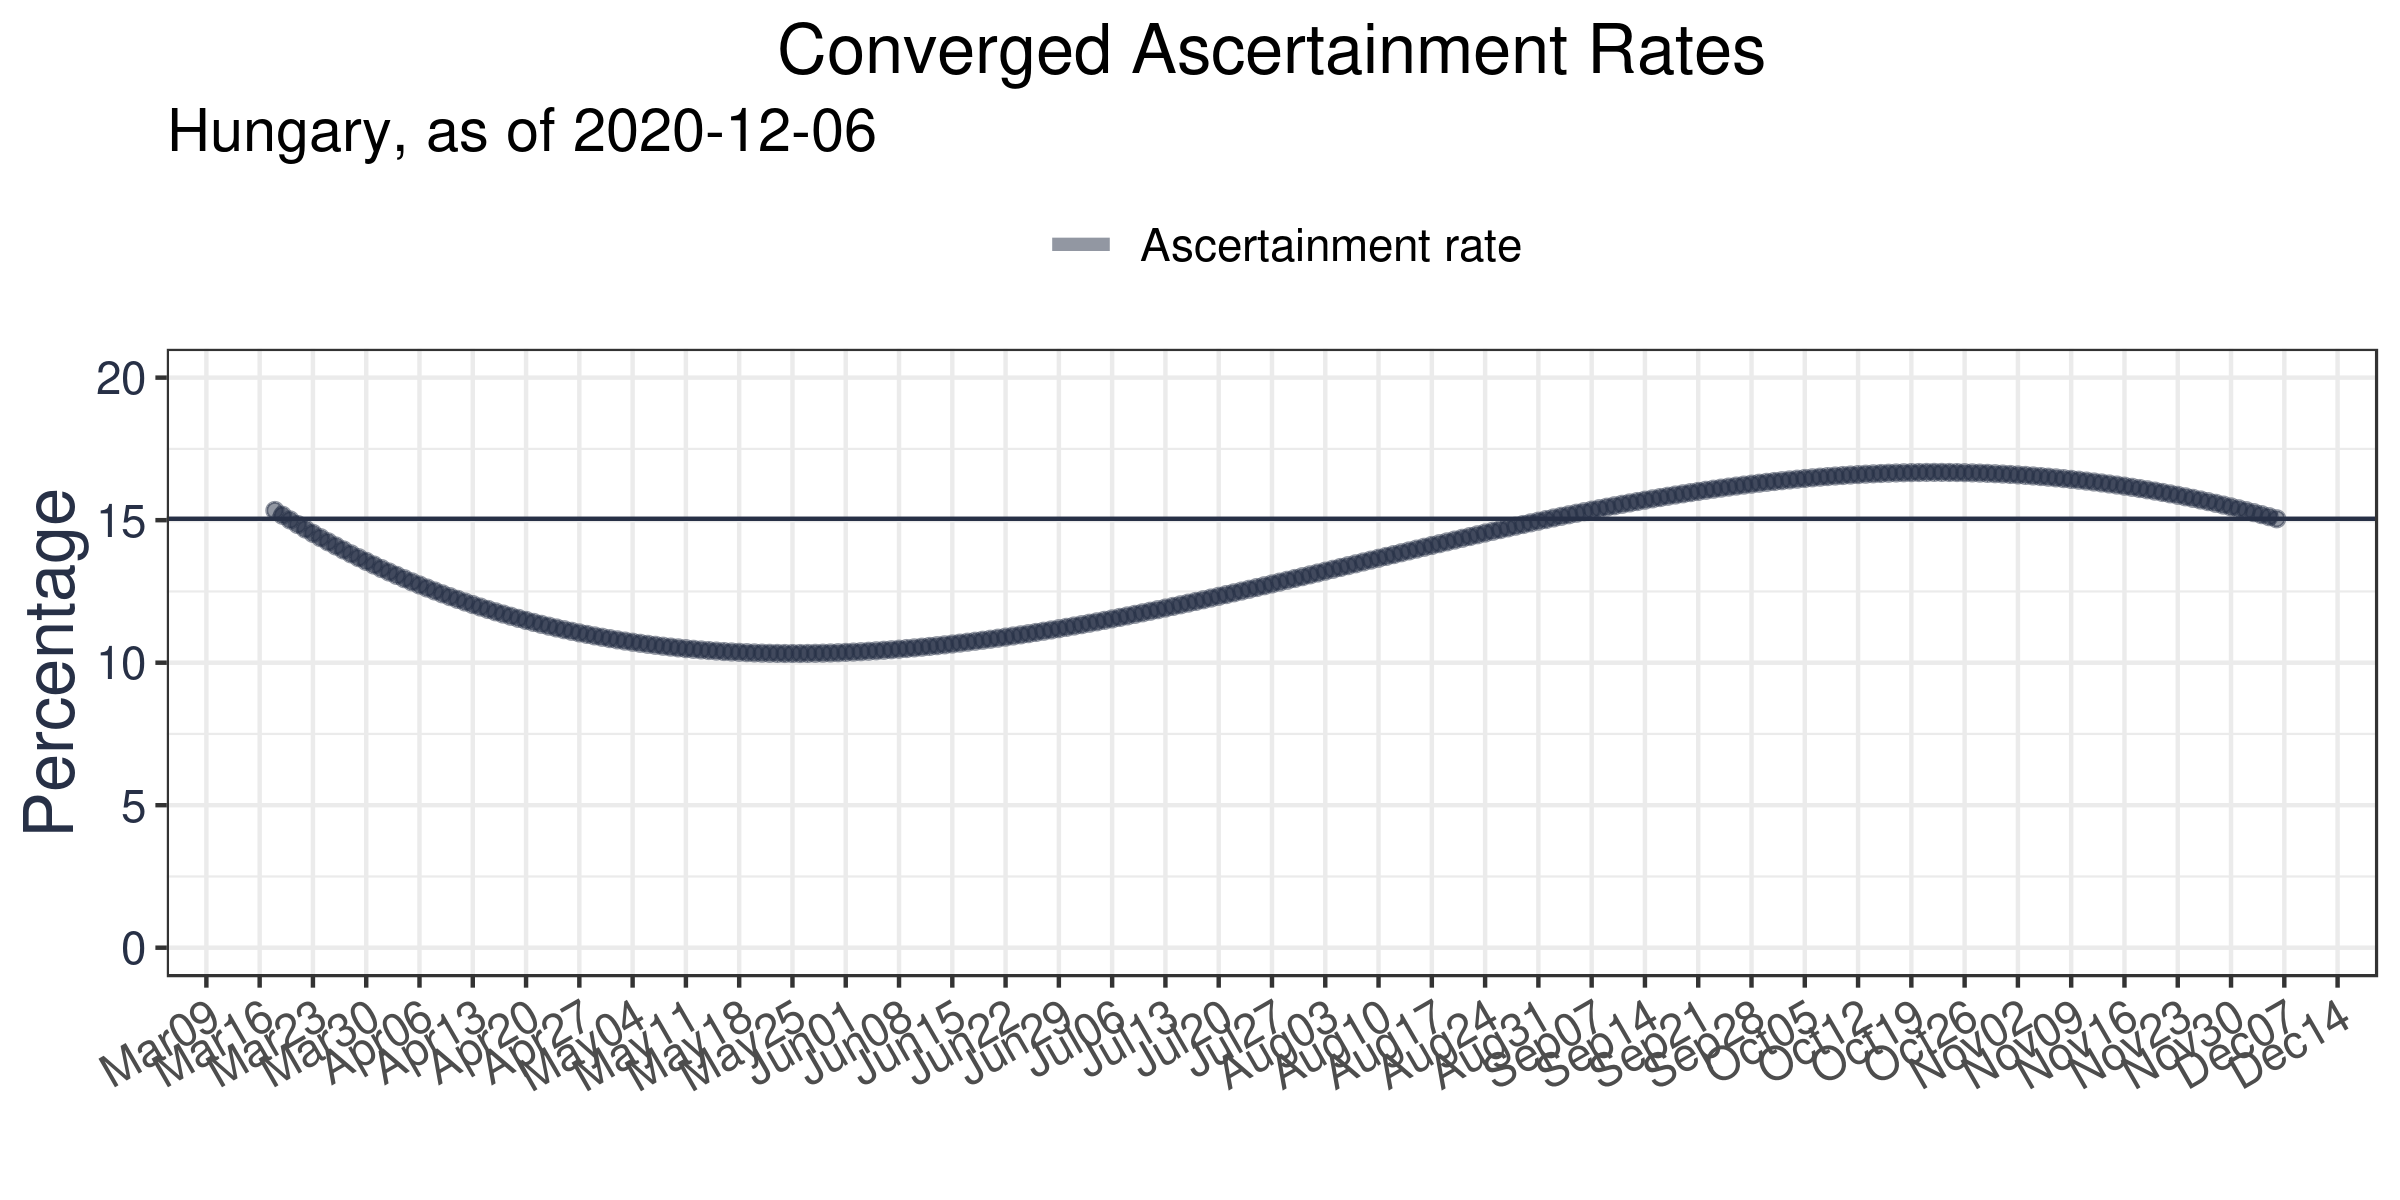 Converged Ascertainment Rates
Hungary, as of 2020-12-06
Ascertainment rate
Percentage
20
15
10
5
0
Mar09 Mar16 Mar23 Mar30 Apr06 Apr13 Apr20 Apr27 May04 May11 May18 May25 Jun01 Jun08 Jun15 Jun22 Jun29 Jul06 Jul13 Jul20 Jul27 Aug03 Aug10 Aug17 Aug24 Aug31 Sep07 Sep14 Sep21 Sep28 Oct05 Oct12 Oct19 Oct26 Nov02 Nov09 Nov16 Nov23 Nov30 Dec07 Dec14